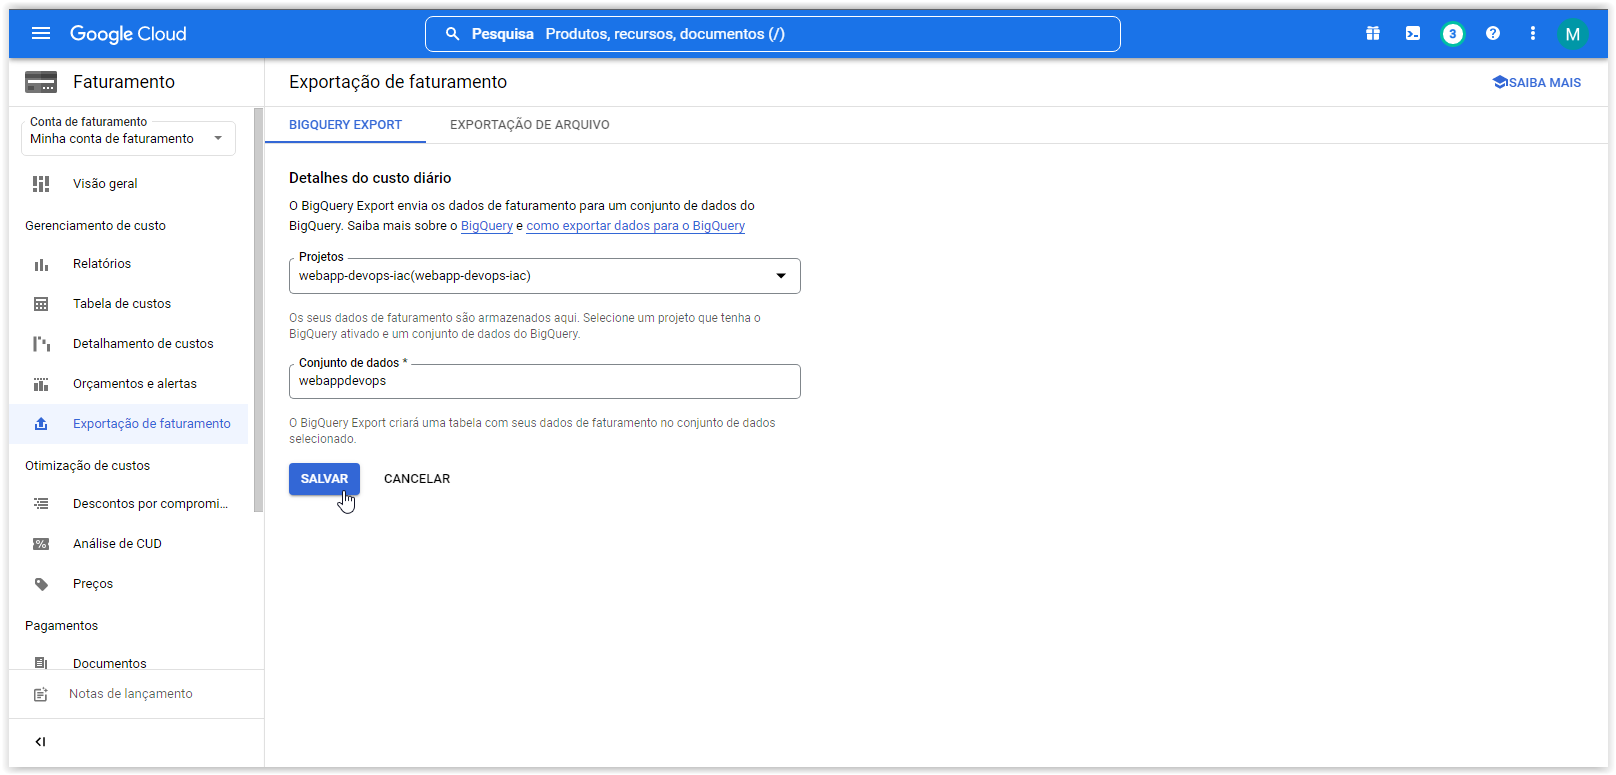 Google Cloud
Pesquisa Produtos, recursos, documentos (/)
3
?
M
Faturamento
Exportação de faturamento
SAIBA MAIS
Conta de faturamento
Minha conta de faturamento
BIGQUERY EXPORT
EXPORTAÇÃO DE ARQUIVO
Visão geral
Gerenciamento de custo
Relatórios
Tabela de custos
Detalhamento de custos
Orçamentos e alertas
Exportação de faturamento
Otimização de custos
Descontos por compromi...
Análise de CUD
Preços
Pagamentos
Documentos
Notas de lançamento
Detalhes do custo diário
O BigQuery Export envia os dados de faturamento para um conjunto de dados do
BigQuery. Saiba mais sobre o BigQuery e como exportar dados para o BigQuery
Projetos
webapp-devops-iac(webapp-devops-iac)
Os seus dados de faturamento são armazenados aqui. Selecione um projeto que tenha o
BigQuery ativado e um conjunto de dados do BigQuery.
Conjunto de dados *
webappdevops
O BigQuery Export criará uma tabela com seus dados de faturamento no conjunto de dados
selecionado.
SALVAR
CANCELAR